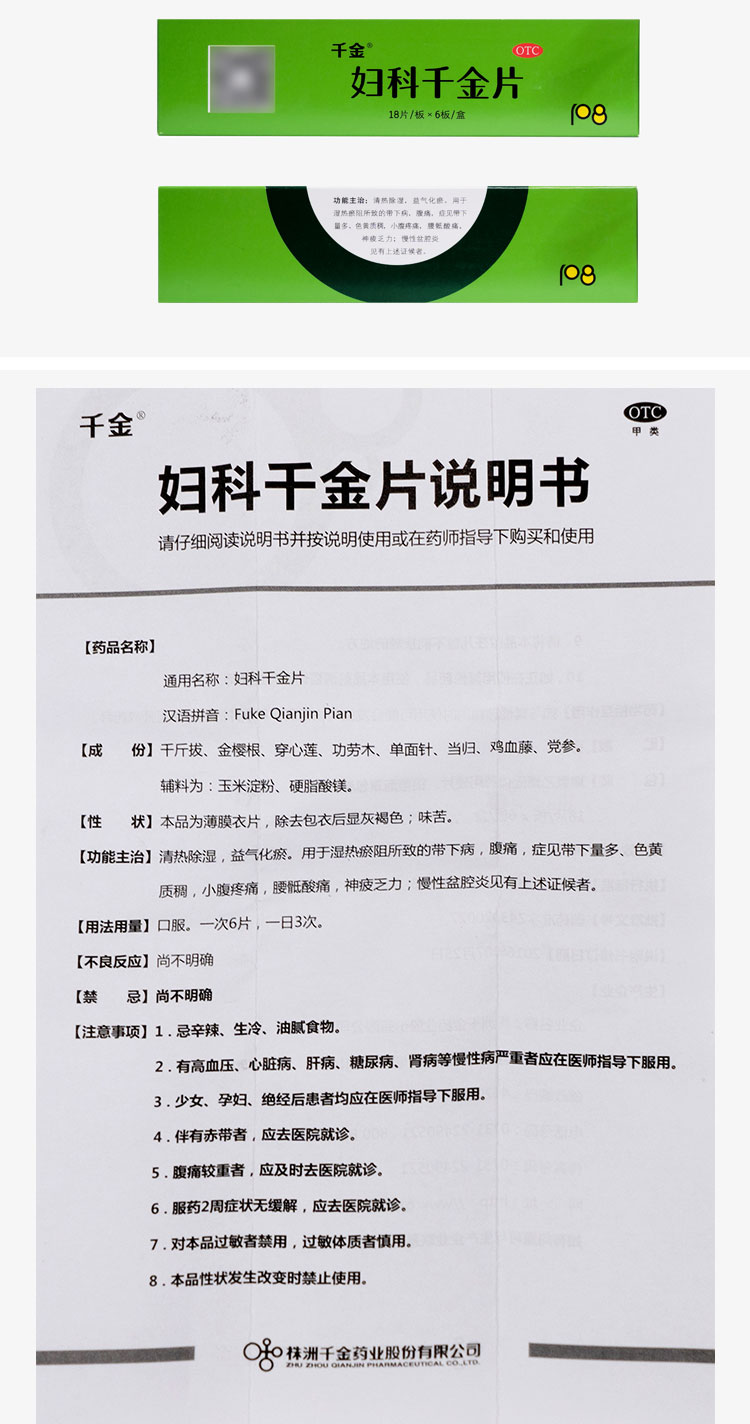 千金®
OTC
妇科千金片
18片/板×6板/盒
功能主治：清热除湿，益气化瘀。用于
湿热瘀阻所致的带下病，腹痛，症见带下
量多、色黄质稠，小腹疼痛，腰骶酸痛，
神疲乏力；慢性盆腔炎
见有上述证候者。
千金®
OTC
甲类
妇科千金片说明书
请仔细阅读说明书并按说明使用或在药师指导下购买和使用
【药品名称】
通用名称：妇科千金片
汉语拼音：Fuke Qianjin Pian
【成　份】千斤拔、金樱根、穿心莲、功劳木、单面针、当归、鸡血藤、党参。
辅料为：玉米淀粉、硬脂酸镁。
【性　状】本品为薄膜衣片，除去包衣后显灰褐色；味苦。
【功能主治】清热除湿，益气化瘀。用于湿热瘀阻所致的带下病，腹痛，症见带下量多、色黄
质稠，小腹疼痛，腰骶酸痛，神疲乏力；慢性盆腔炎见有上述证候者。
【用法用量】口服。一次6片，一日3次。
【不良反应】尚不明确
【禁　忌】尚不明确
【注意事项】1．忌辛辣、生冷、油腻食物。
2．有高血压、心脏病、肝病、糖尿病、肾病等慢性病严重者应在医师指导下服用。
3．少女、孕妇、绝经后患者均应在医师指导下服用。
4．伴有赤带者，应去医院就诊。
5．腹痛较重者，应及时去医院就诊。
6．服药2周症状无缓解，应去医院就诊。
7．对本品过敏者禁用，过敏体质者慎用。
8．本品性状发生改变时禁止使用。
株洲千金药业股份有限公司
ZHU ZHOU QIANJIN PHARMACEUTICAL CO.,LTD.